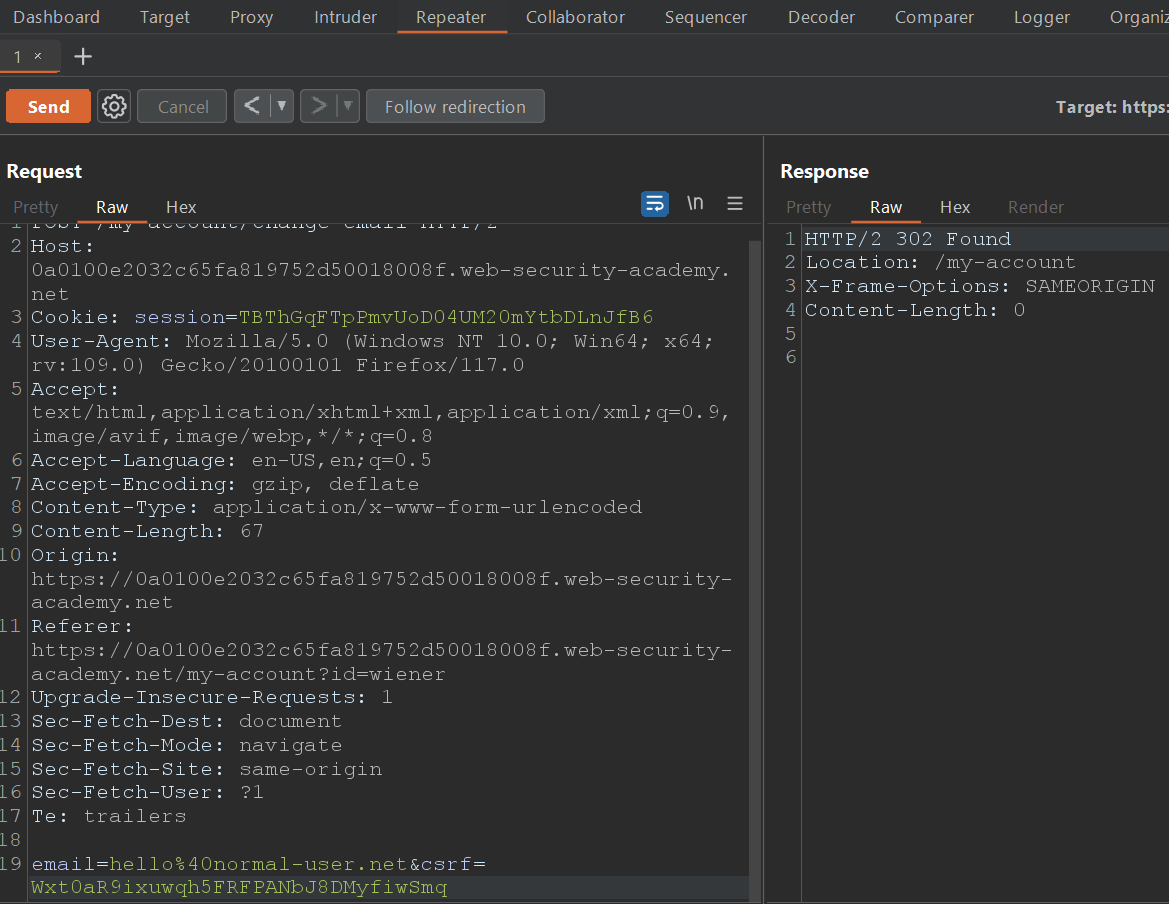 Dashboard Target Proxy Intruder Repeater Collaborator Sequencer Decoder Comparer Logger Organiz
1 × +
Send Cancel < ▼ > ▼ Follow redirection Target: https:
Request
Pretty Raw Hex \n
1 POST /my-account/change-email HTTP/2
2 Host:
0a0100e2032c65fa819752d50018008f.web-security-academy.
net
3 Cookie: session=TBThGqFTpPmvUoD04UM20mYtbDLnJfB6
4 User-Agent: Mozilla/5.0 (Windows NT 10.0; Win64; x64;
rv:109.0) Gecko/20100101 Firefox/117.0
5 Accept:
text/html,application/xhtml+xml,application/xml;q=0.9,
image/avif,image/webp,*/*;q=0.8
6 Accept-Language: en-US,en;q=0.5
7 Accept-Encoding: gzip, deflate
8 Content-Type: application/x-www-form-urlencoded
9 Content-Length: 67
10 Origin:
https://0a0100e2032c65fa819752d50018008f.web-security-
academy.net
11 Referer:
https://0a0100e2032c65fa819752d50018008f.web-security-
academy.net/my-account?id=wiener
12 Upgrade-Insecure-Requests: 1
13 Sec-Fetch-Dest: document
14 Sec-Fetch-Mode: navigate
15 Sec-Fetch-Site: same-origin
16 Sec-Fetch-User: ?1
17 Te: trailers
18
19 email=hello%40normal-user.net&csrf=
Wxt0aR9ixuwqh5FRFPANbJ8DMyfiwSmq
Response
Pretty Raw Hex Render
1 HTTP/2 302 Found
2 Location: /my-account
3 X-Frame-Options: SAMEORIGIN
4 Content-Length: 0
5
6